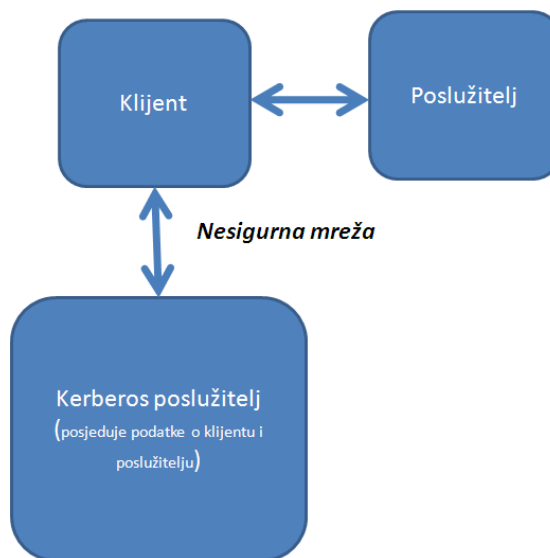 Klijent
Poslužitelj
Nesigurna mreža
Kerberos poslužitelj
(posjeduje podatke o klijentu i
poslužitelju)